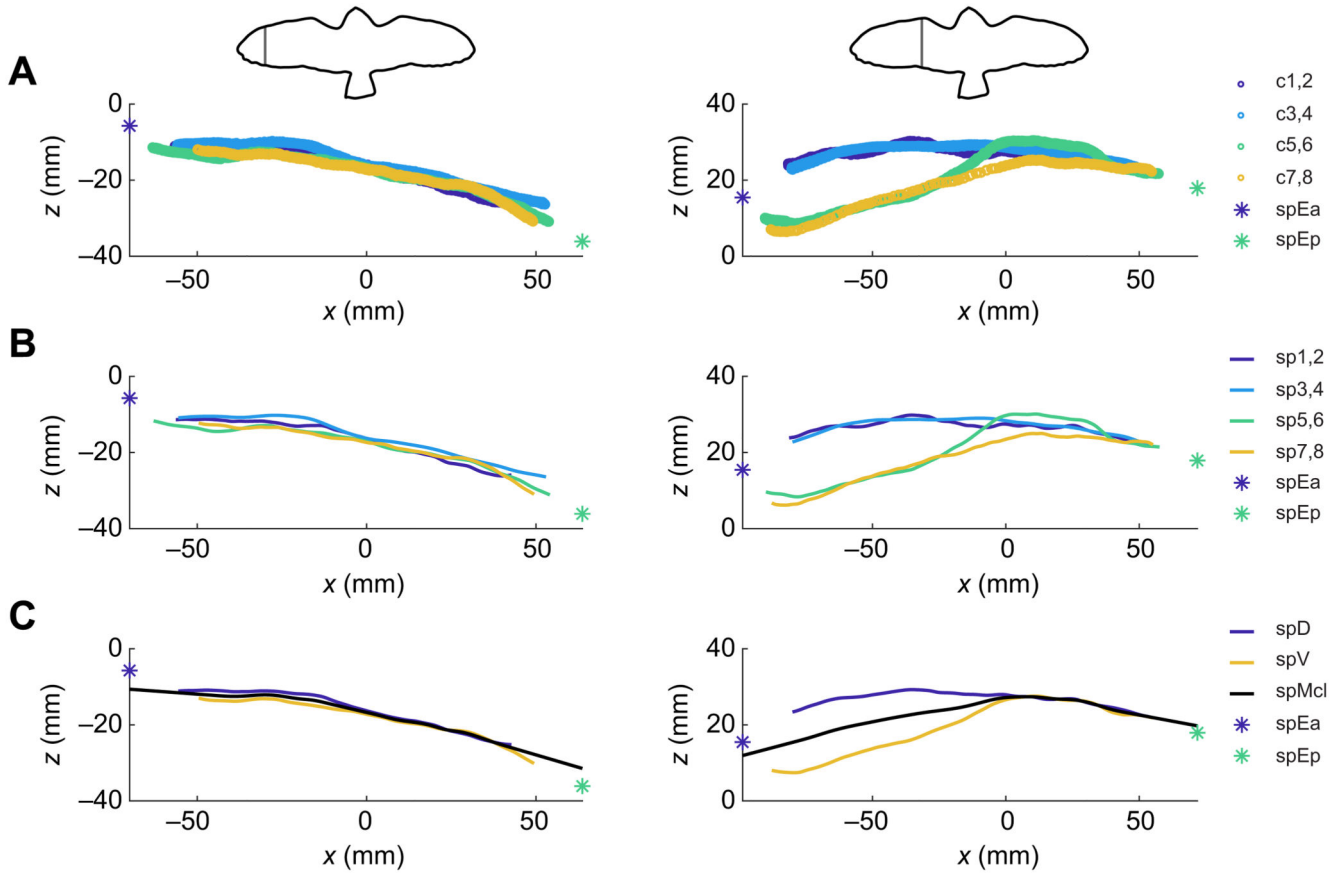 A
0
–20
–40
z (mm)
–50
0
50
x (mm)
40
20
0
z (mm)
–50
0
50
x (mm)
c1,2
c3,4
c5,6
c7,8
spEa
spEp
B
0
–20
–40
z (mm)
–50
0
50
x (mm)
40
20
0
z (mm)
–50
0
50
x (mm)
sp1,2
sp3,4
sp5,6
sp7,8
spEa
spEp
C
0
–20
–40
z (mm)
–50
0
50
x (mm)
40
20
0
z (mm)
–50
0
50
x (mm)
spD
spV
spMcl
spEa
spEp